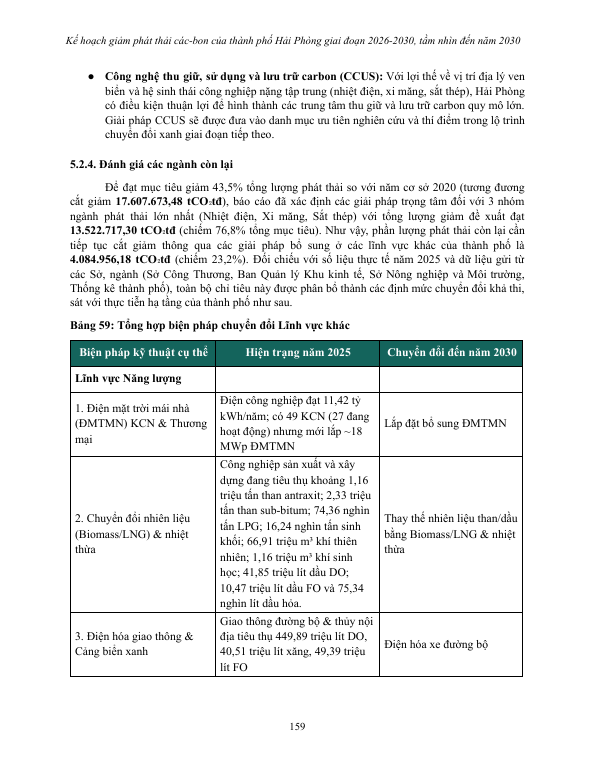 Kế hoạch giảm phát thải các-bon của thành phố Hải Phòng giai đoạn 2026-2030, tầm nhìn đến năm 2030
● Công nghệ thu giữ, sử dụng và lưu trữ carbon (CCUS): Với lợi thế về vị trí địa lý ven
biển và hệ sinh thái công nghiệp nặng tập trung (nhiệt điện, xi măng, sắt thép), Hải Phòng
có điều kiện thuận lợi để hình thành các trung tâm thu giữ và lưu trữ carbon quy mô lớn.
Giải pháp CCUS sẽ được đưa vào danh mục ưu tiên nghiên cứu và thí điểm trong lộ trình
chuyển đổi xanh giai đoạn tiếp theo.
5.2.4. Đánh giá các ngành còn lại
Để đạt mục tiêu giảm 43,5% tổng lượng phát thải so với năm cơ sở 2020 (tương đương
cắt giảm 17.607.673,48 tCO₂tđ), báo cáo đã xác định các giải pháp trọng tâm đối với 3 nhóm
ngành phát thải lớn nhất (Nhiệt điện, Xi măng, Sắt thép) với tổng lượng giảm đề xuất đạt
13.522.717,30 tCO₂tđ (chiếm 76,8% tổng mục tiêu). Như vậy, phần lượng phát thải còn lại cần
tiếp tục cắt giảm thông qua các giải pháp bổ sung ở các lĩnh vực khác của thành phố là
4.084.956,18 tCO₂tđ (chiếm 23,2%). Đối chiếu với số liệu thực tế năm 2025 và dữ liệu gửi từ
các Sở, ngành (Sở Công Thương, Ban Quản lý Khu kinh tế, Sở Nông nghiệp và Môi trường,
Thống kê thành phố), toàn bộ chỉ tiêu này được phân bổ thành các định mức chuyển đổi khả thi,
sát với thực tiễn hạ tầng của thành phố như sau.
Bảng 59: Tổng hợp biện pháp chuyển đổi Lĩnh vực khác
Biện pháp kỹ thuật cụ thể
Hiện trạng năm 2025
Chuyển đổi đến năm 2030
Lĩnh vực Năng lượng
1. Điện mặt trời mái nhà
(ĐMTMN) KCN & Thương
mại
Điện công nghiệp đạt 11,42 tỷ
kWh/năm; có 49 KCN (27 đang
hoạt động) nhưng mới lắp ~18
MWp ĐMTMN
Lắp đặt bổ sung ĐMTMN
2. Chuyển đổi nhiên liệu
(Biomass/LNG) & nhiệt
thừa
Công nghiệp sản xuất và xây
dựng đang tiêu thụ khoảng 1,16
triệu tấn than antraxit; 2,33 triệu
tấn than sub-bitum; 74,36 nghìn
tấn LPG; 16,24 nghìn tấn sinh
khối; 66,91 triệu m³ khí thiên
nhiên; 1,16 triệu m³ khí sinh
học; 41,85 triệu lít dầu DO;
10,47 triệu lít dầu FO và 75,34
nghìn lít dầu hỏa.
Thay thế nhiên liệu than/dầu
bằng Biomass/LNG & nhiệt
thừa
3. Điện hóa giao thông &
Cảng biển xanh
Giao thông đường bộ & thủy nội
địa tiêu thụ 449,89 triệu lít DO,
40,51 triệu lít xăng, 49,39 triệu
lít FO
Điện hóa xe đường bộ
159